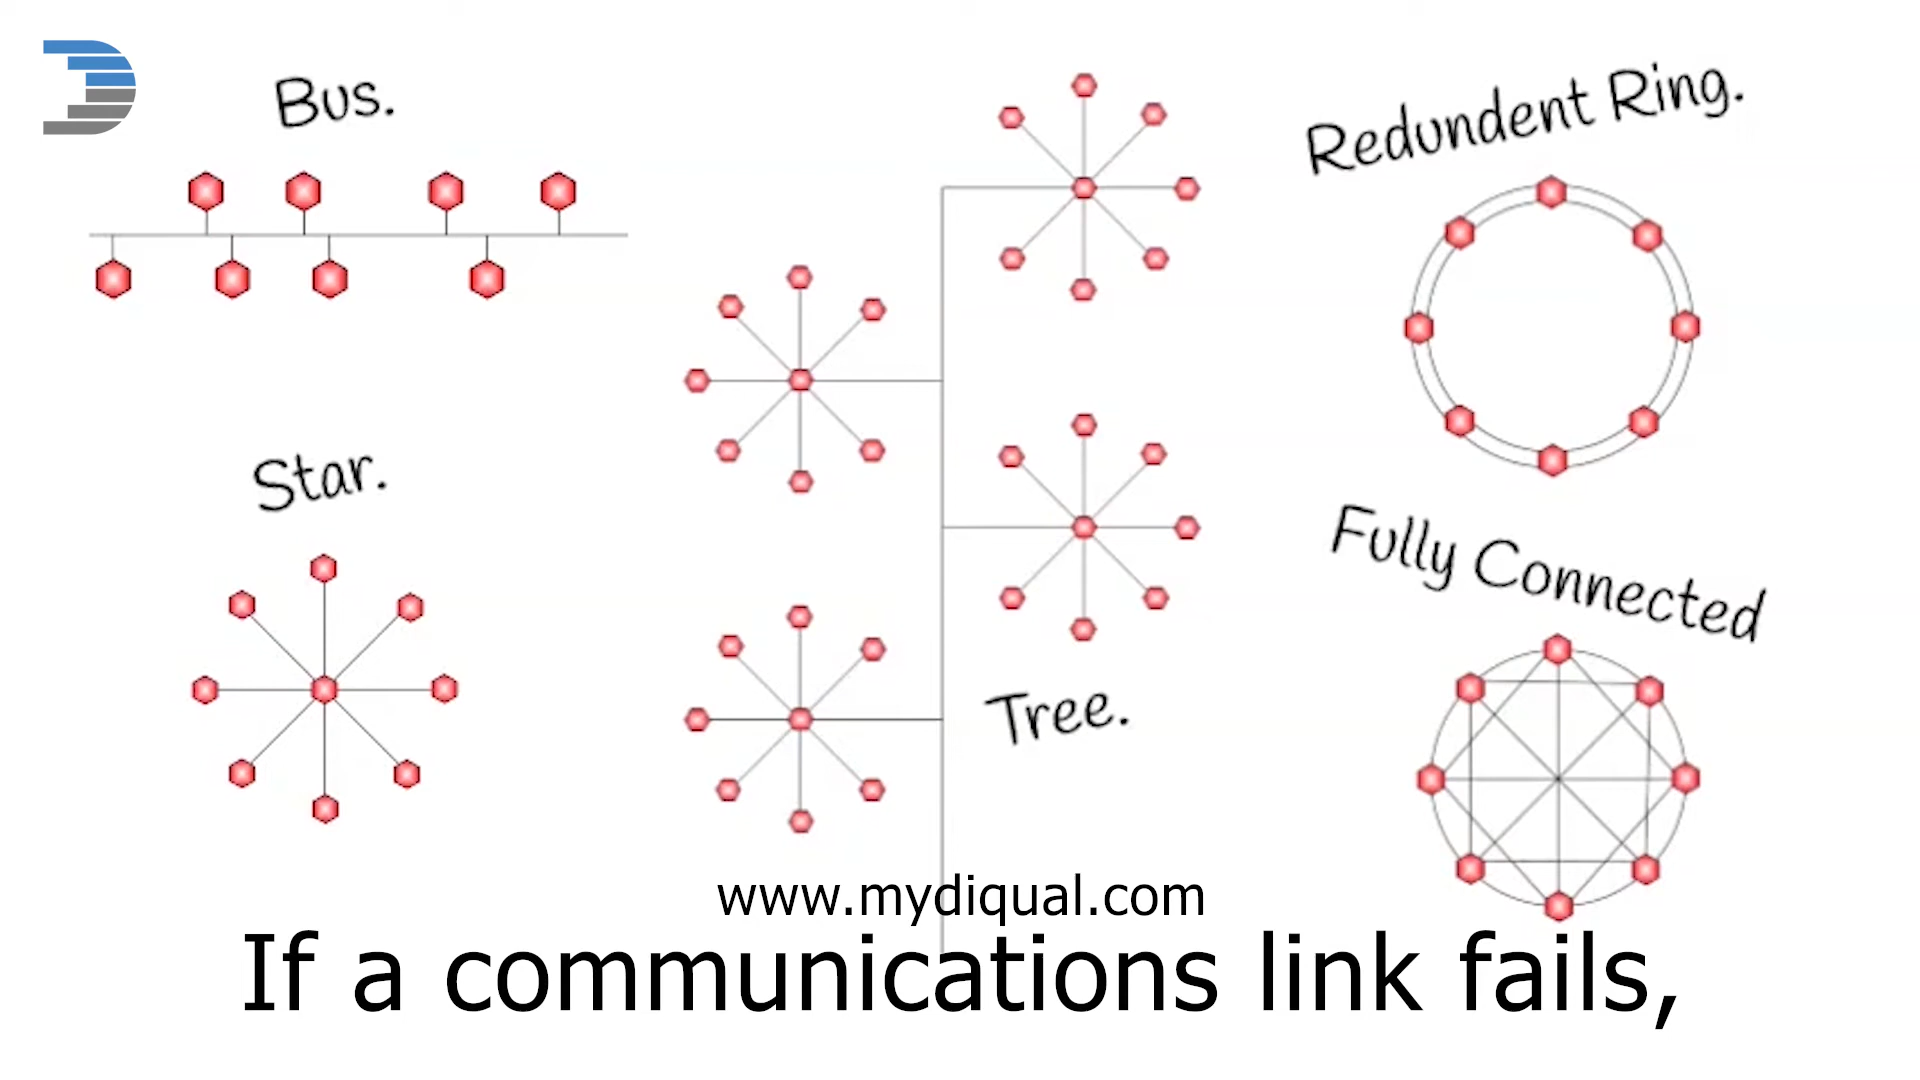 Bus.
Redundent Ring.
Star.
Fully Connected
Tree.
www.mydiqual.com
If a communications link fails,